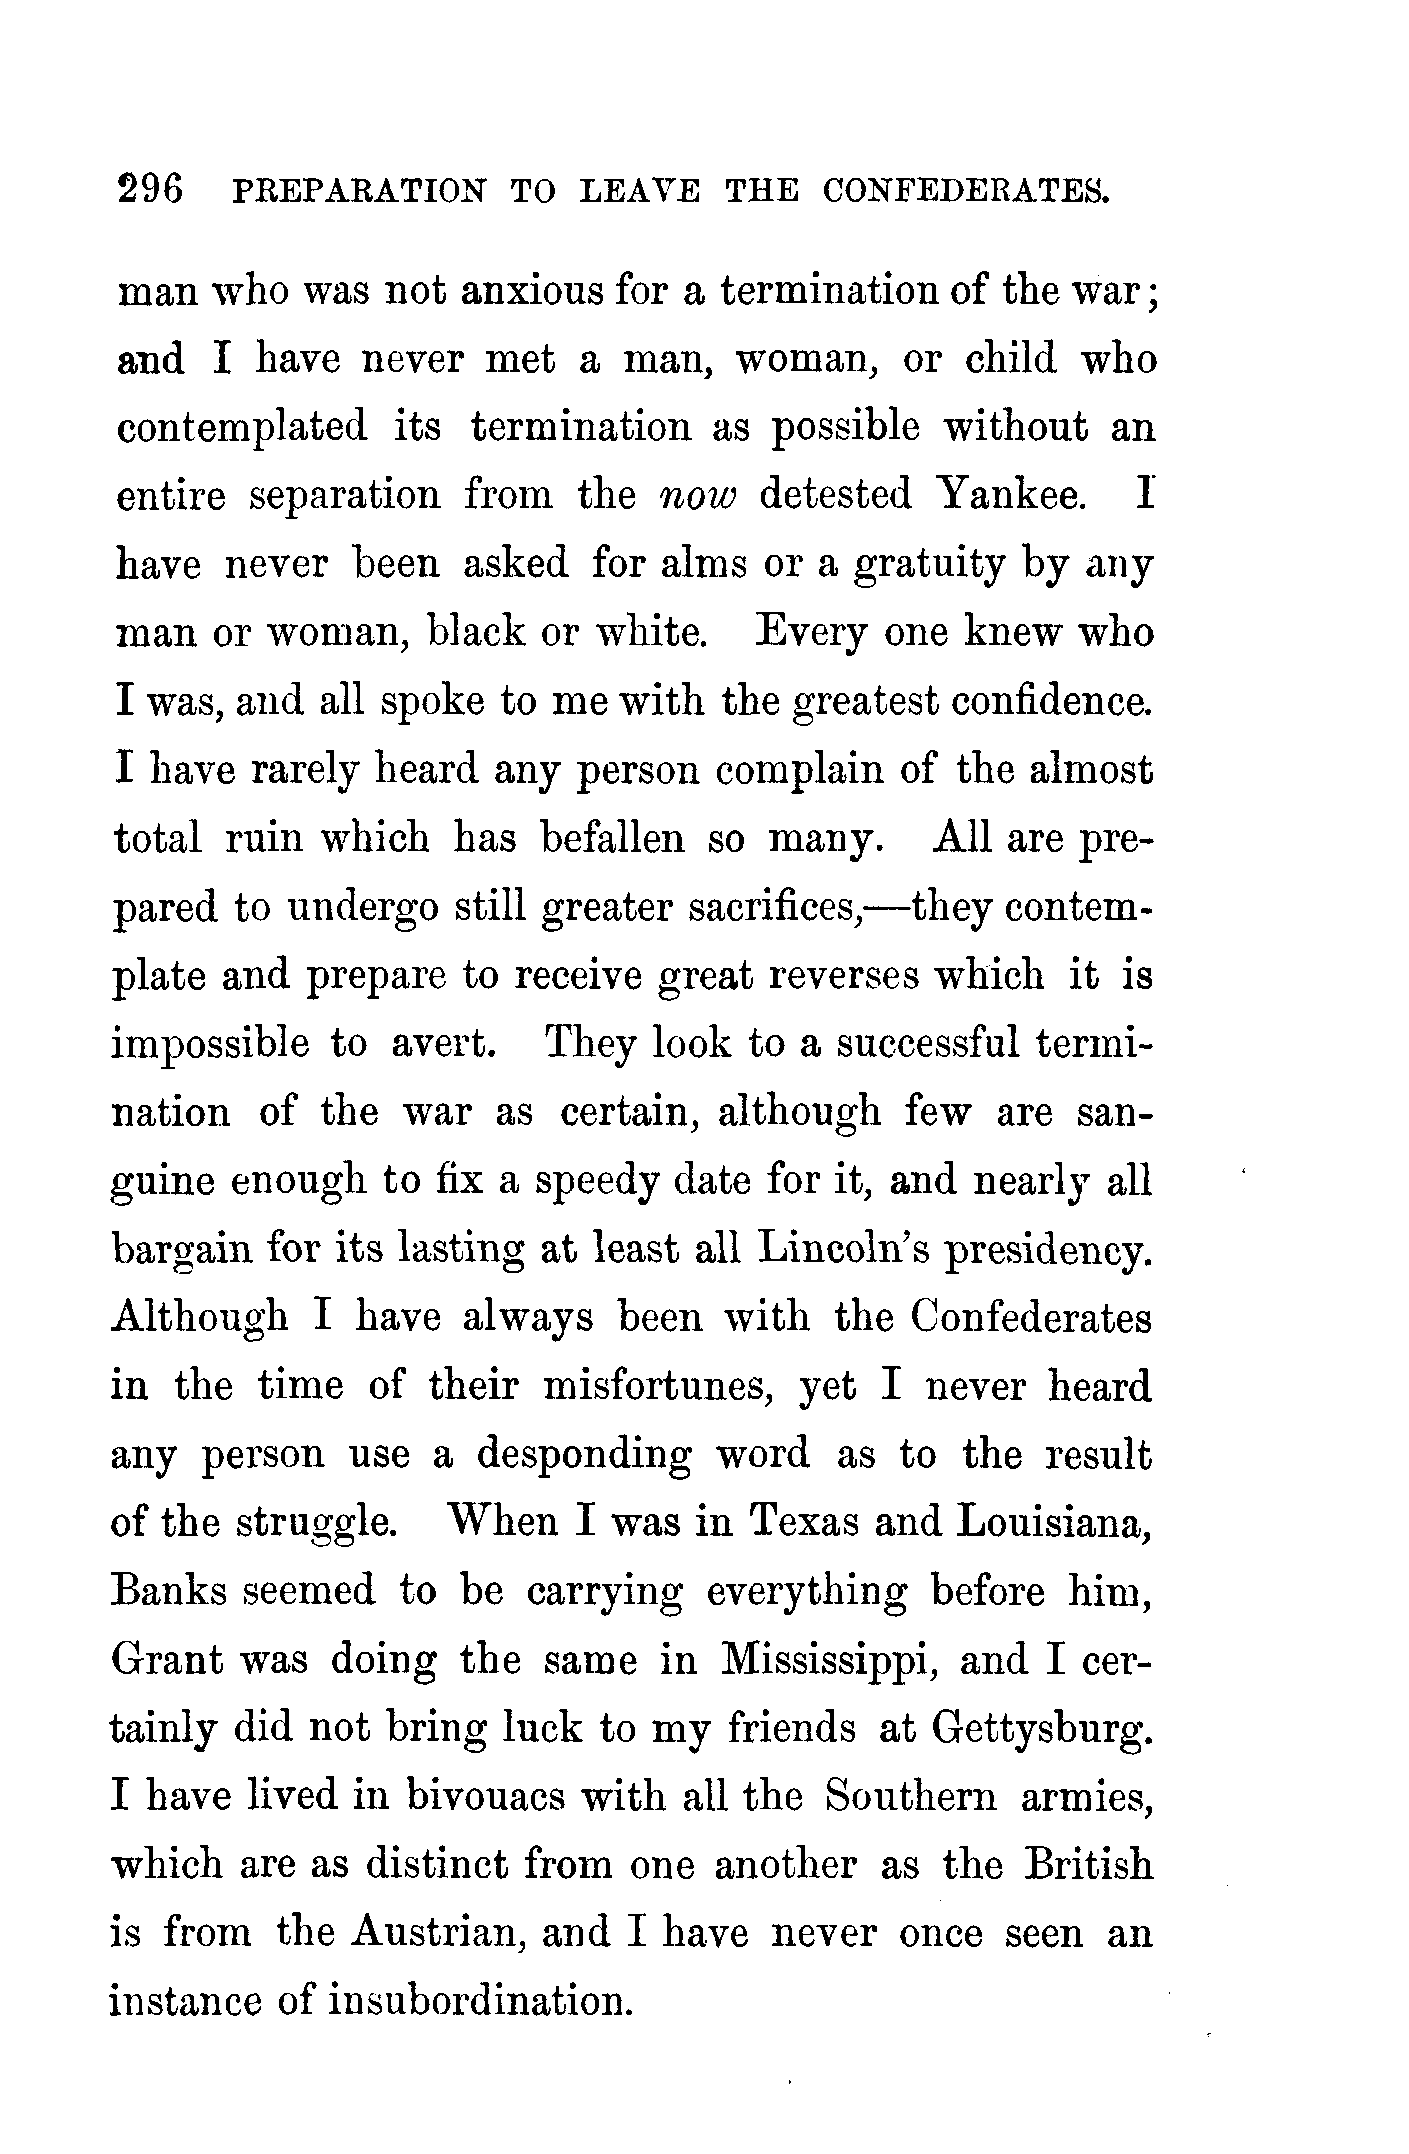 296 PREPARATION TO LEAVE THE CONFEDERATES.
man who was not anxious for a termination of the war;
and I have never met a man, woman, or child who
contemplated its termination as possible without an
entire separation from the now detested Yankee. I
have never been asked for alms or a gratuity by any
man or woman, black or white. Every one knew who
I was, and all spoke to me with the greatest confidence.
I have rarely heard any person complain of the almost
total ruin which has befallen so many. All are pre-
pared to undergo still greater sacrifices,—they contem-
plate and prepare to receive great reverses which it is
impossible to avert. They look to a successful termi-
nation of the war as certain, although few are san-
guine enough to fix a speedy date for it, and nearly all
bargain for its lasting at least all Lincoln's presidency.
Although I have always been with the Confederates
in the time of their misfortunes, yet I never heard
any person use a desponding word as to the result
of the struggle. When I was in Texas and Louisiana,
Banks seemed to be carrying everything before him,
Grant was doing the same in Mississippi, and I cer-
tainly did not bring luck to my friends at Gettysburg.
I have lived in bivouacs with all the Southern armies,
which are as distinct from one another as the British
is from the Austrian, and I have never once seen an
instance of insubordination.